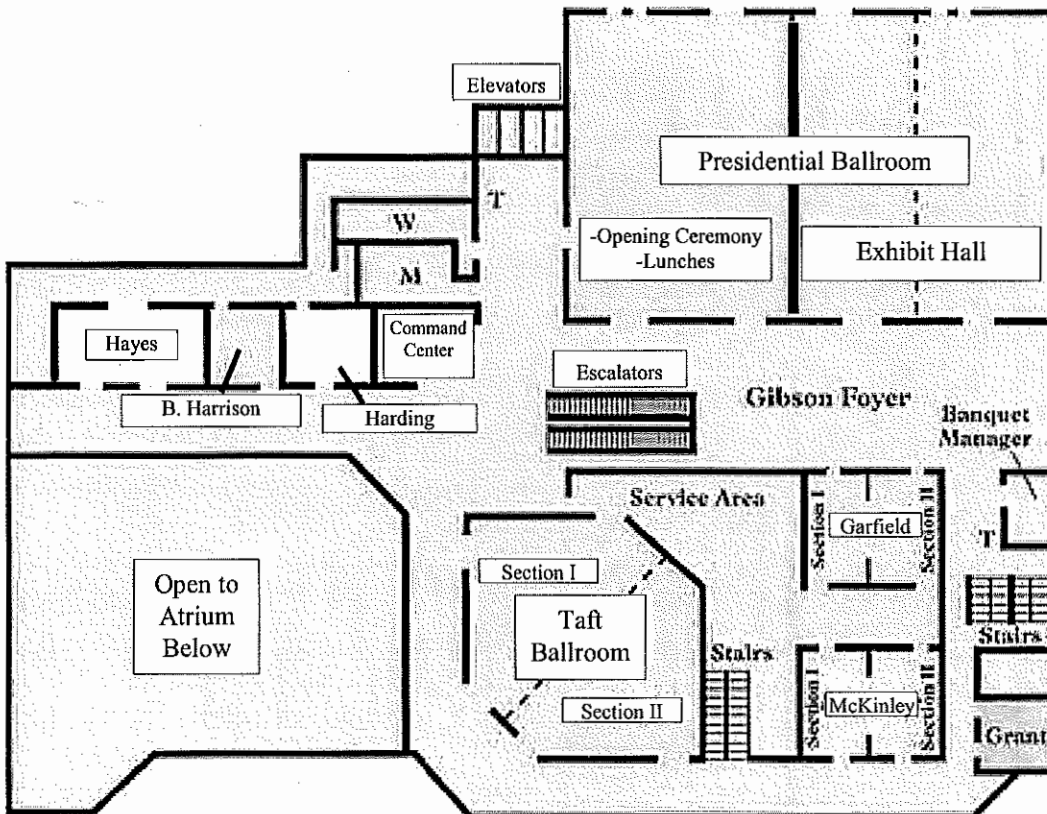 Elevators
Presidential Ballroom
T
W
-Opening Ceremony
-Lunches
Exhibit Hall
M
Hayes
Command
Center
Escalators
B. Harrison
Harding
Gibson Foyer
Banquet
Manager
Service Area
Section I
Garfield
Section II
T
Open to
Atrium
Below
Section I
Taft
Ballroom
Stairs
Stairs
Section II
Section I
McKinley
Section II
Grant